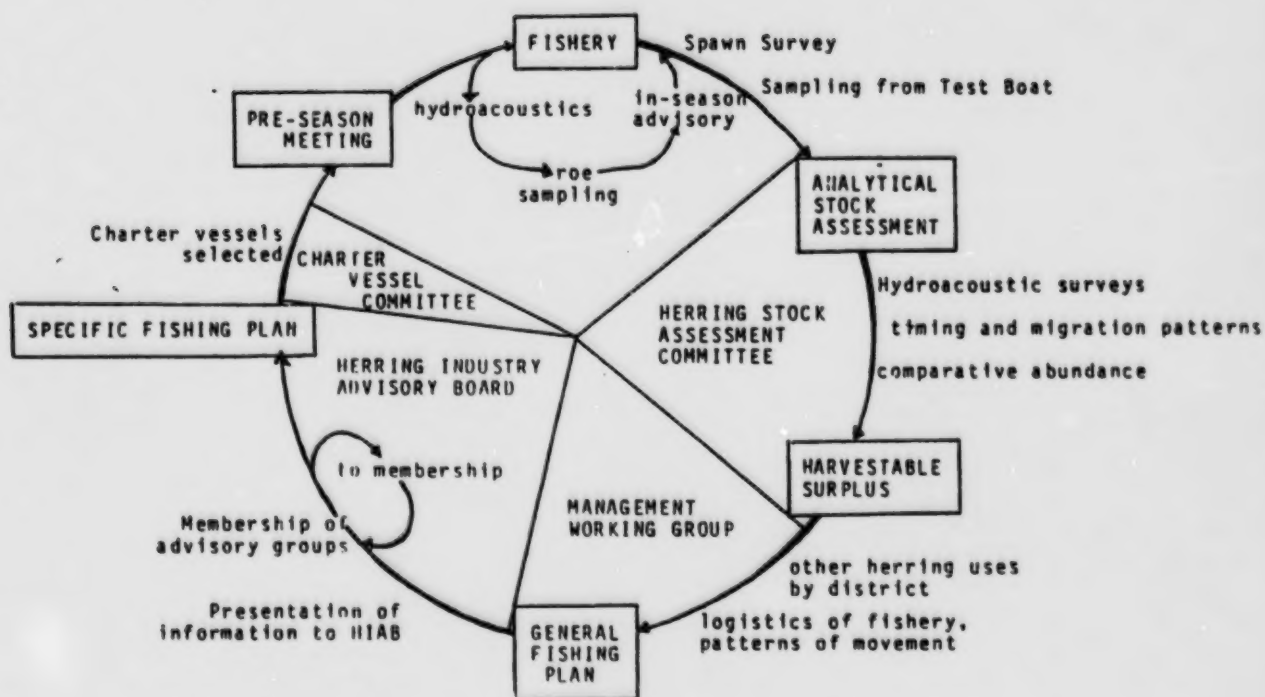 FISHERY
Spawn Survey
Sampling from Test Boat
hydroacoustics
in-season
advisory
roe
sampling
PRE-SEASON
MEETING
ANALYTICAL
STOCK
ASSESSMENT
Charter vessels
selected
CHARTER
VESSEL
COMMITTEE
Hydroacoustic surveys
timing and migration patterns
comparative abundance
HERRING STOCK
ASSESSMENT
COMMITTEE
SPECIFIC FISHING PLAN
HERRING INDUSTRY
ADVISORY BOARD
to membership
HARVESTABLE
SURPLUS
MANAGEMENT
WORKING GROUP
Membership of
advisory groups
other herring uses
by district
logistics of fishery,
patterns of movement
Presentation of
information to HIAB
GENERAL
FISHING
PLAN